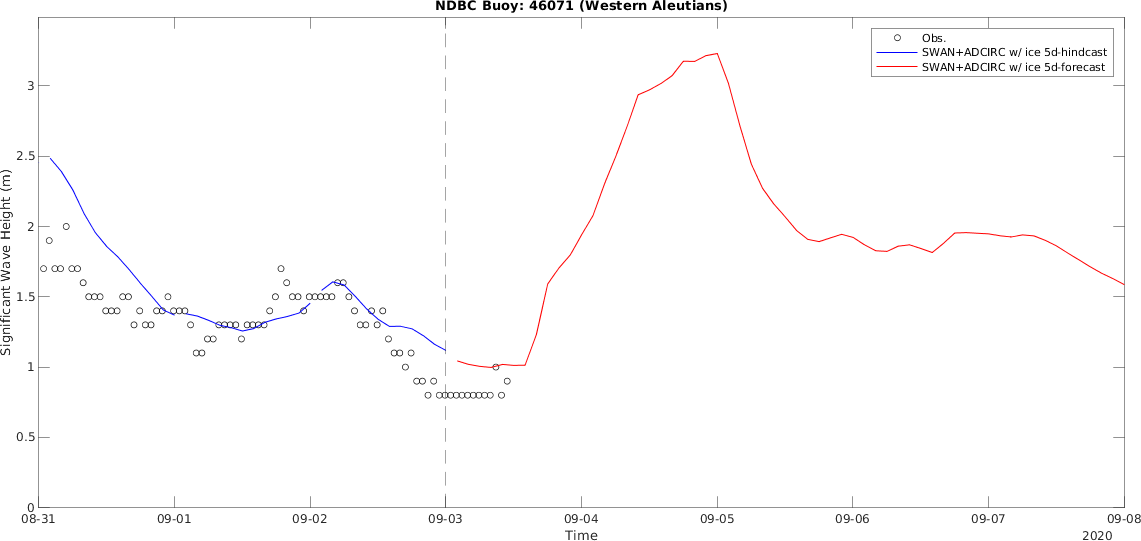 NDBC Buoy: 46071 (Western Aleutians)
Obs.
SWAN+ADCIRC w/ ice 5d-hindcast
SWAN+ADCIRC w/ ice 5d-forecast
Significant Wave Height (m)
3
2.5
2
1.5
1
0.5
0
08-31 09-01 09-02 09-03 09-04 09-05 09-06 09-07 09-08
Time
2020